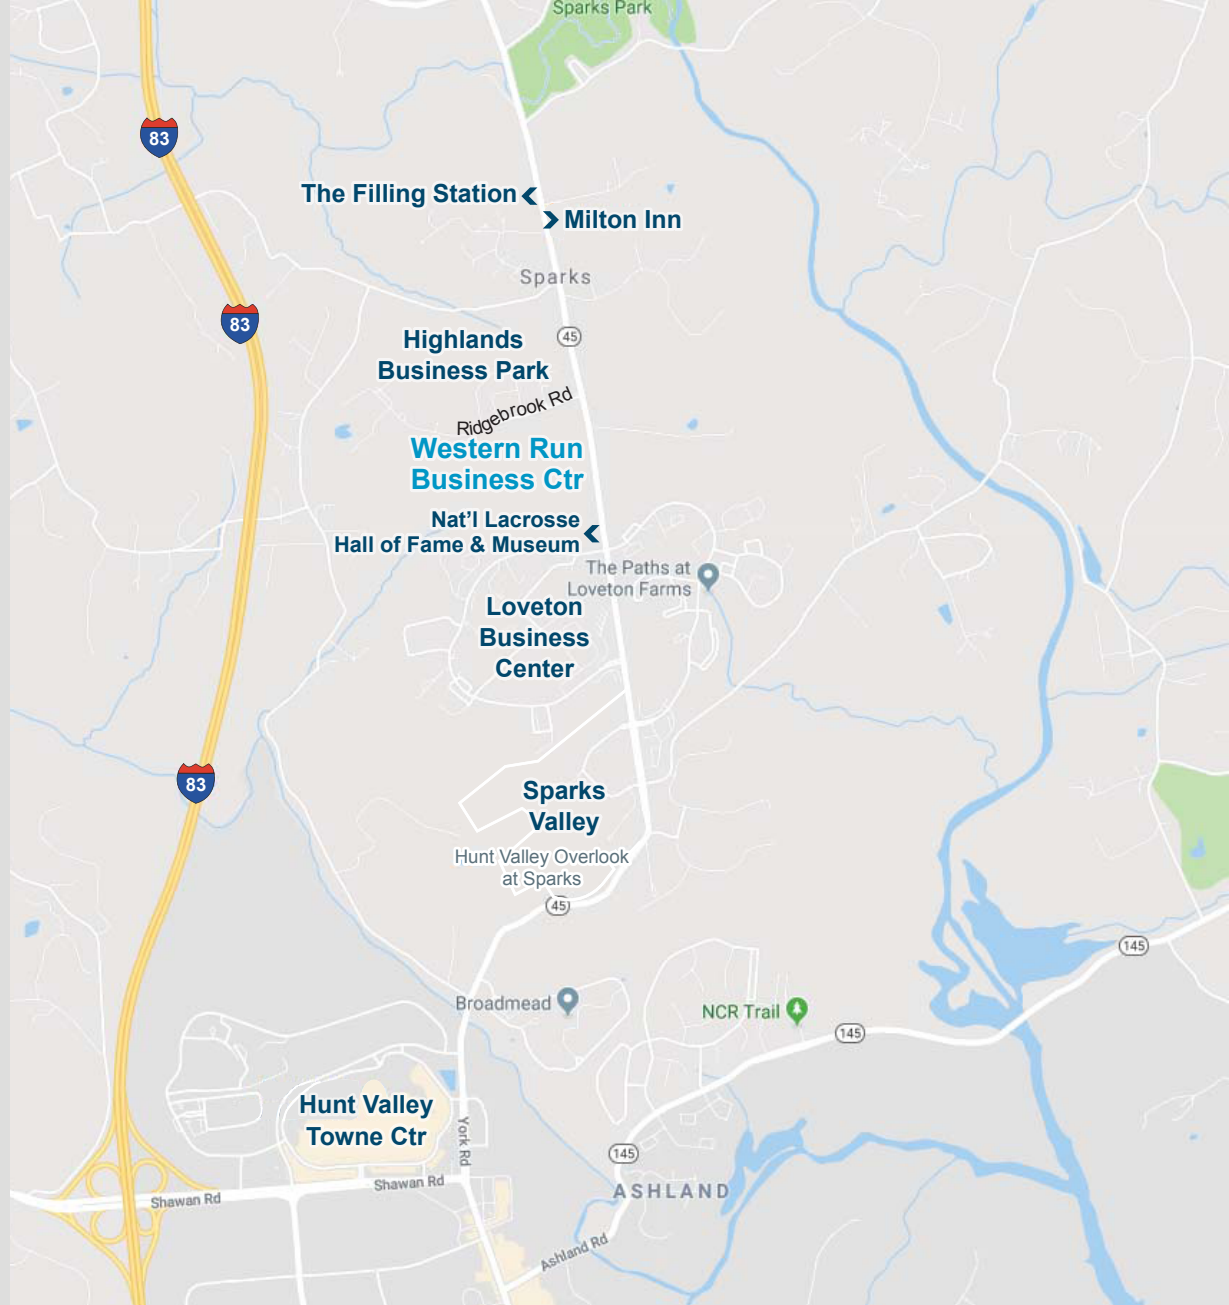 Sparks Park
83
The Filling Station
Milton Inn
Sparks
83
45
Highlands
Business Park
Ridgebrook Rd
Western Run
Business Ctr
Nat’l Lacrosse
Hall of Fame & Museum
The Paths at
Loveton Farms
Loveton
Business
Center
83
Sparks
Valley
Hunt Valley Overlook
at Sparks
45
145
Broadmead
NCR Trail
145
Hunt Valley
Towne Ctr
York Rd
145
Shawan Rd
Shawan Rd
ASHLAND
Ashland Rd